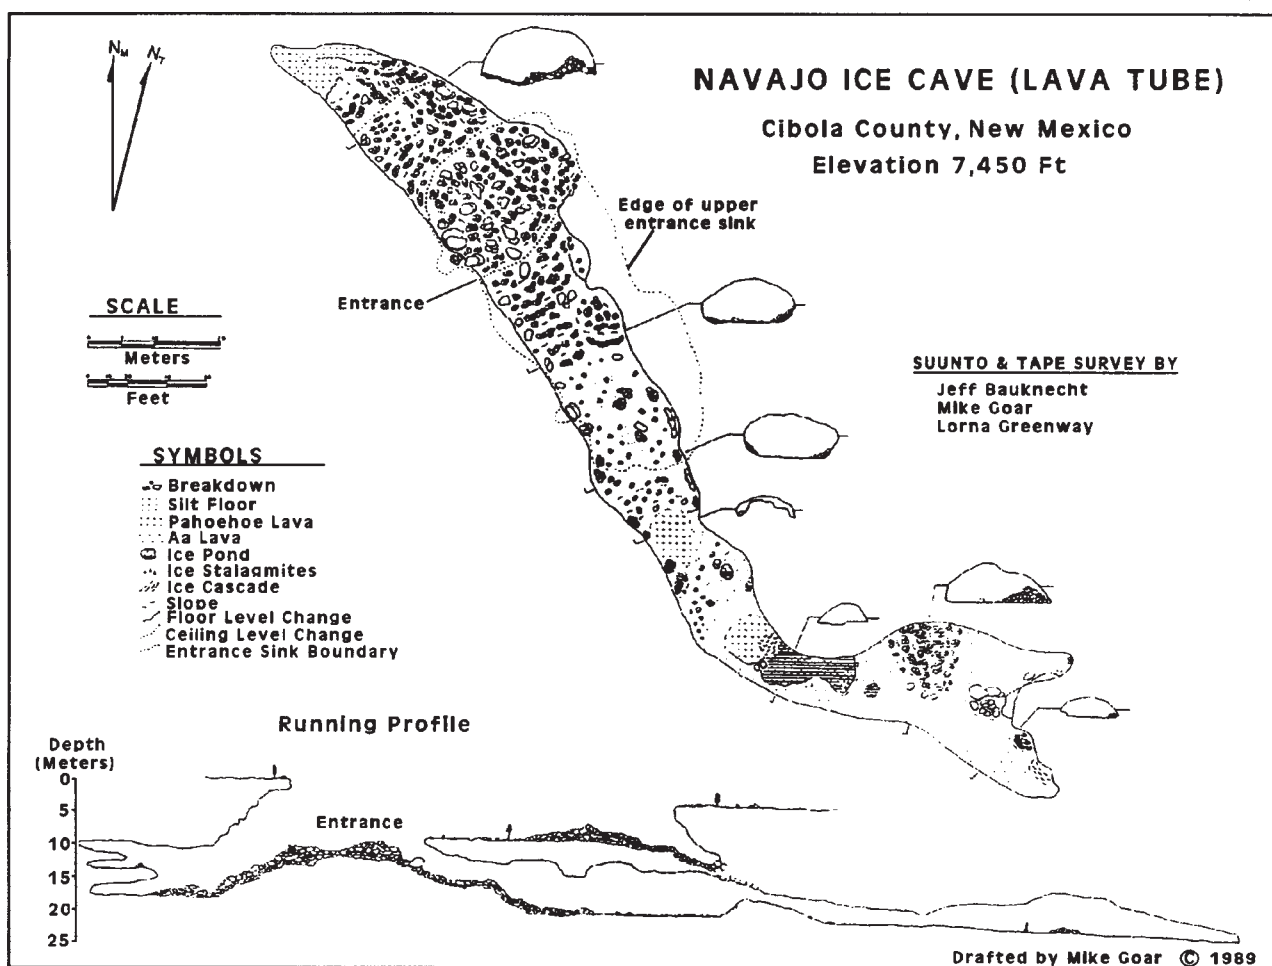 NM NT
NAVAJO ICE CAVE (LAVA TUBE)
Cibola County, New Mexico
Elevation 7,450 Ft
Edge of upper
entrance sink
Entrance
SCALE
Meters
Feet
SUUNTO & TAPE SURVEY BY
Jeff Bauknecht
Mike Goar
Lorna Greenway
SYMBOLS
Breakdown
Silt Floor
Pahoehoe Lava
Aa Lava
Ice Pond
Ice Stalagmites
Ice Cascade
Slope
Floor Level Change
Ceiling Level Change
Entrance Sink Boundary
Running Profile
Depth
(Meters)
0
5
10
15
20
25
Entrance
Drafted by Mike Goar © 1989